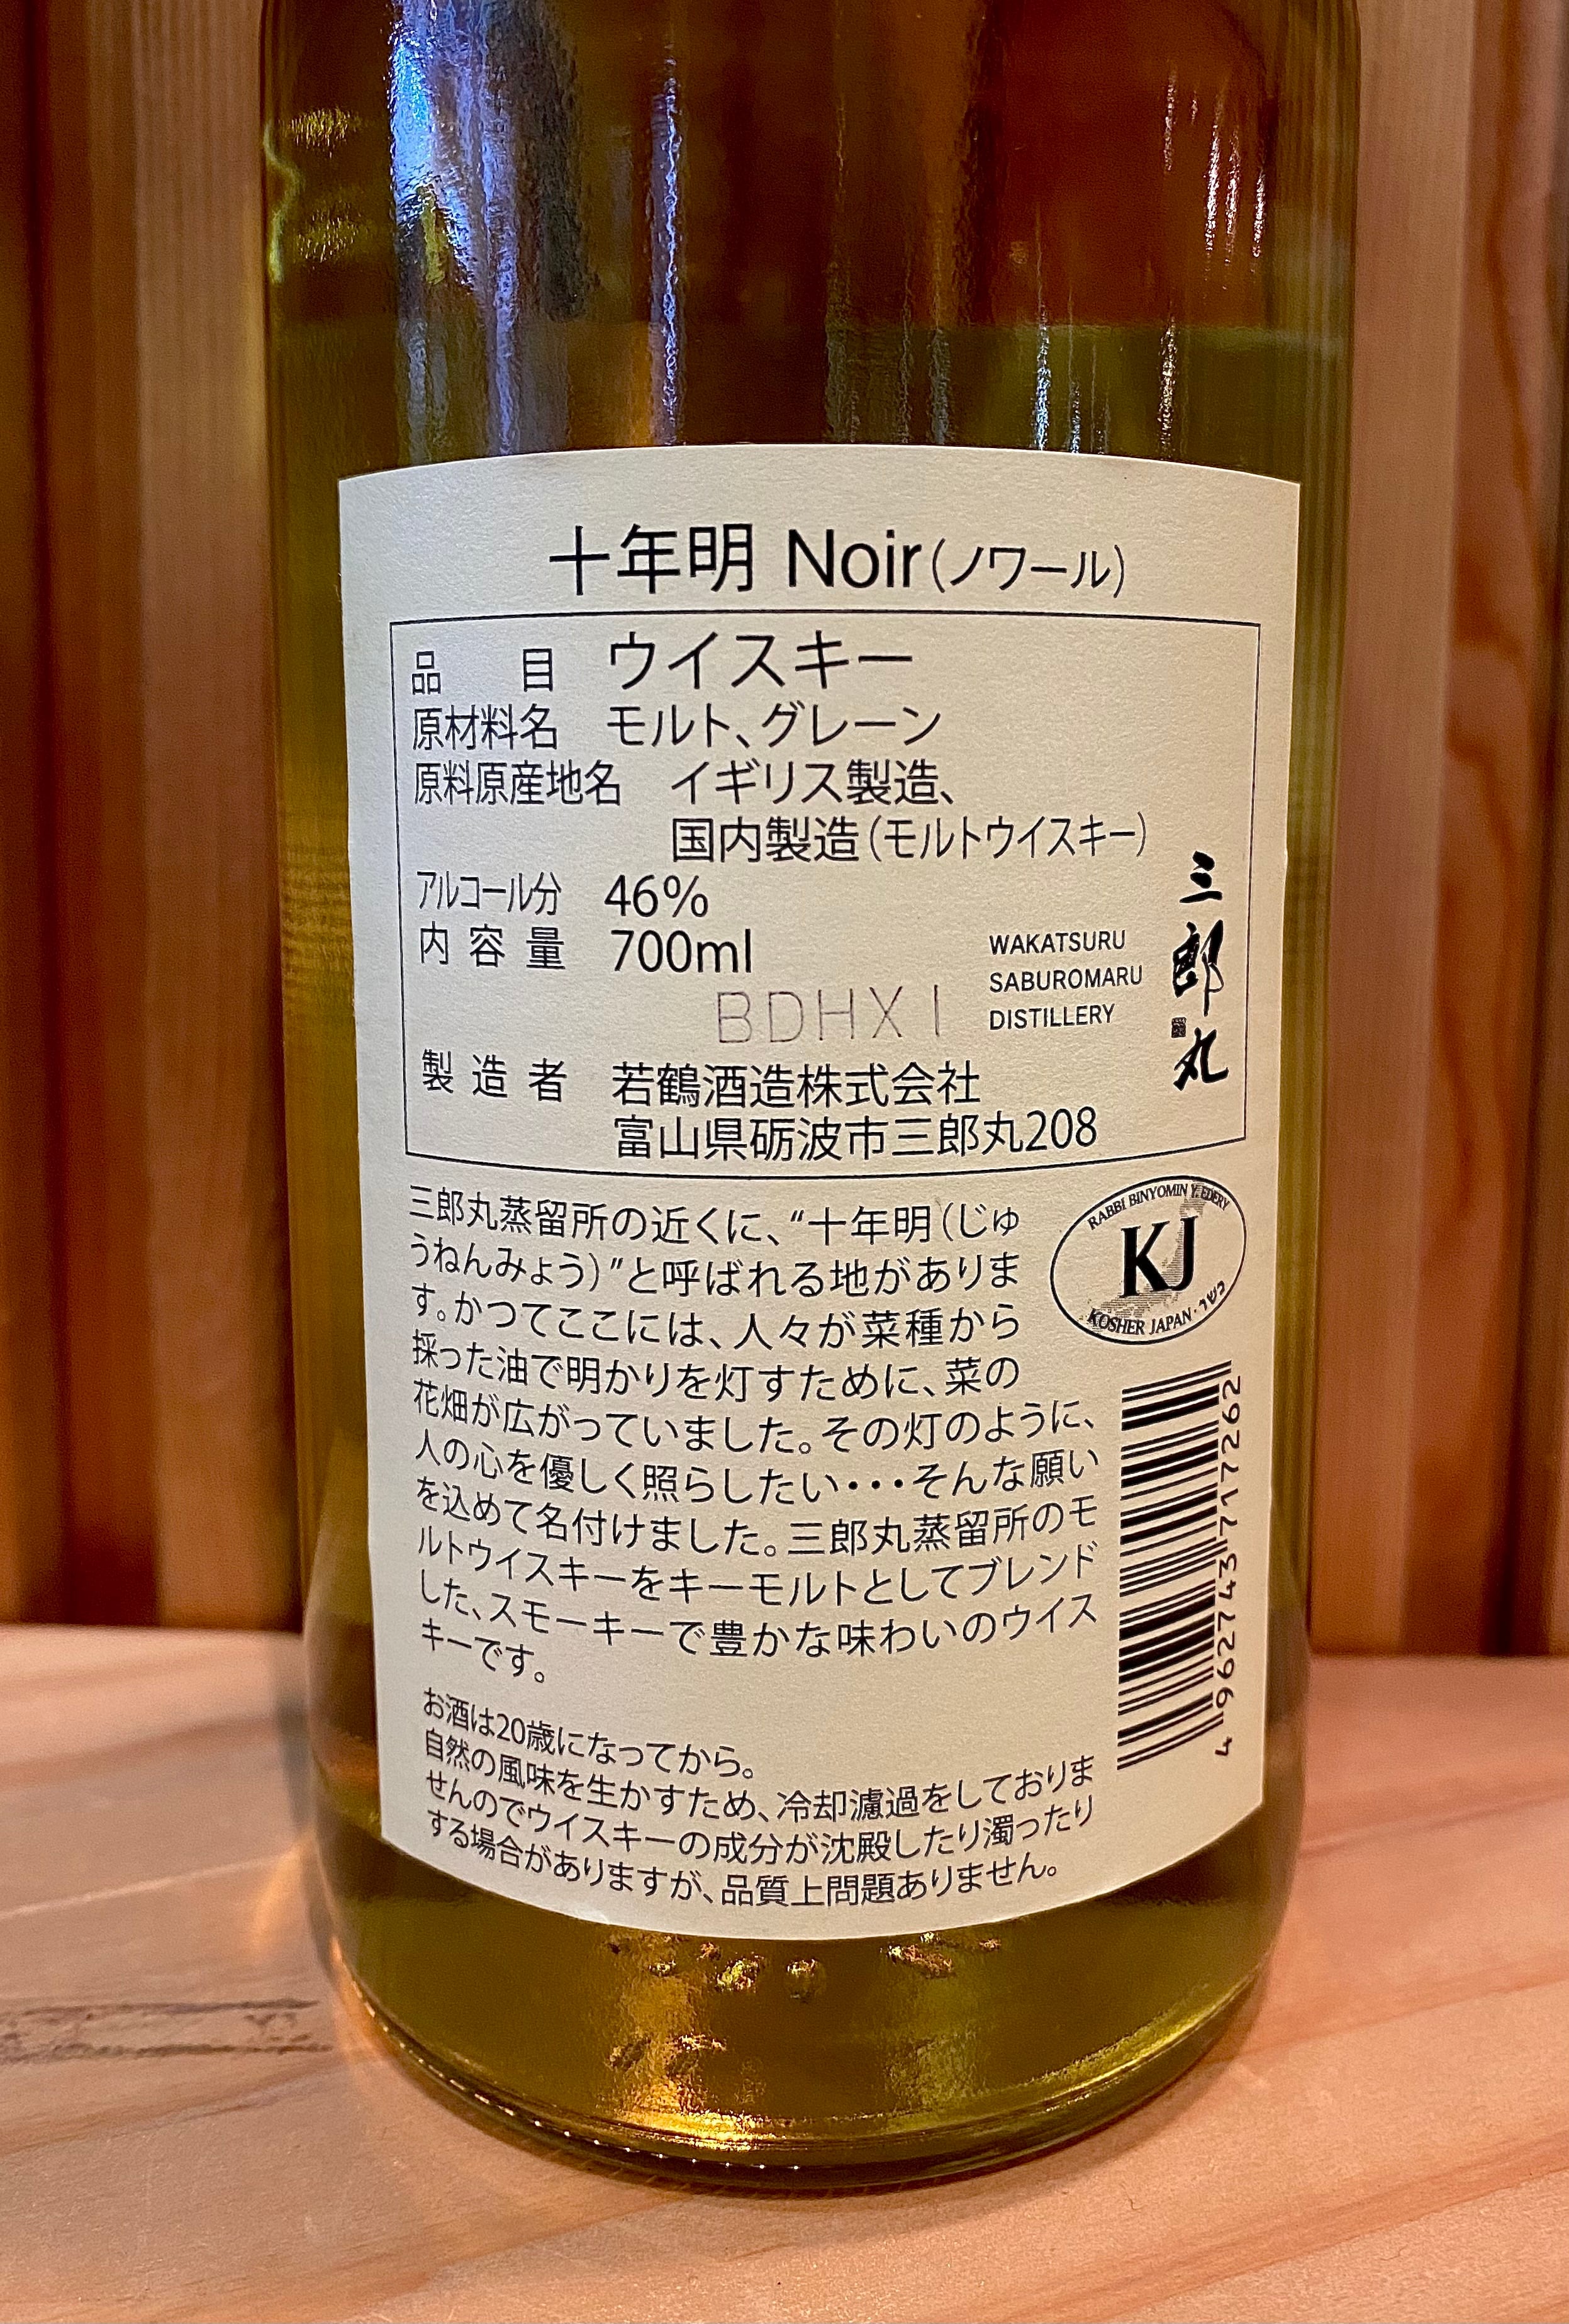 十年明 Noir(ノワール)
品 目 ウイスキー
原材料名 モルト、グレーン
原料原産地名 イギリス製造、
国内製造(モルトウイスキー)
アルコール分 46%
内容量 700ml
BDHX I
WAKATSURU
SABUROMARU
DISTILLERY
三郎丸
製造者 若鶴酒造株式会社
富山県砺波市三郎丸208
三郎丸蒸留所の近くに、“十年明(じゅ
うねんみょう)”と呼ばれる地がありま
す。かつてここには、人々が菜種から
採った油で明かりを灯すために、菜の
花畑が広がっていました。その灯のように、
人の心を優しく照らしたい・・・そんな願い
を込めて名付けました。三郎丸蒸留所のモ
ルトウイスキーをキーモルトとしてブレンド
した、スモーキーで豊かな味わいのウイス
キーです。
RABBI BINYOMIN Y. EDERY
KJ
KOSHER JAPAN · כשר
4962743717262
お酒は20歳になってから。
自然の風味を生かすため、冷却濾過をしておりま
せんのでウイスキーの成分が沈殿したり濁ったり
する場合がありますが、品質上問題ありません。